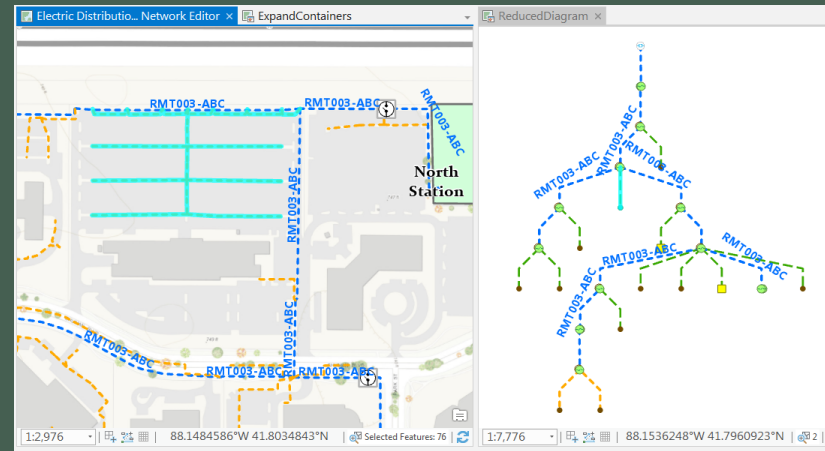 Electric Distributio... Network Editor ×
ExpandContainers
ReducedDiagram ×
RMT003-ABC
RMT003-ABC
RMT003-ABC
North
Station
RMT003-ABC
RMT003-ABC
RMT003-ABC
RMT003-ABC
RMT003-ABC
RMT003-ABC
RMT003-ABC
RMT003-ABC
RMT003-ABC
RMT003-ABC
RMT003-ABC
1:2,976
88.1484586°W 41.8034843°N
Selected Features: 76
1:7,776
88.1536248°W 41.7960923°N
2